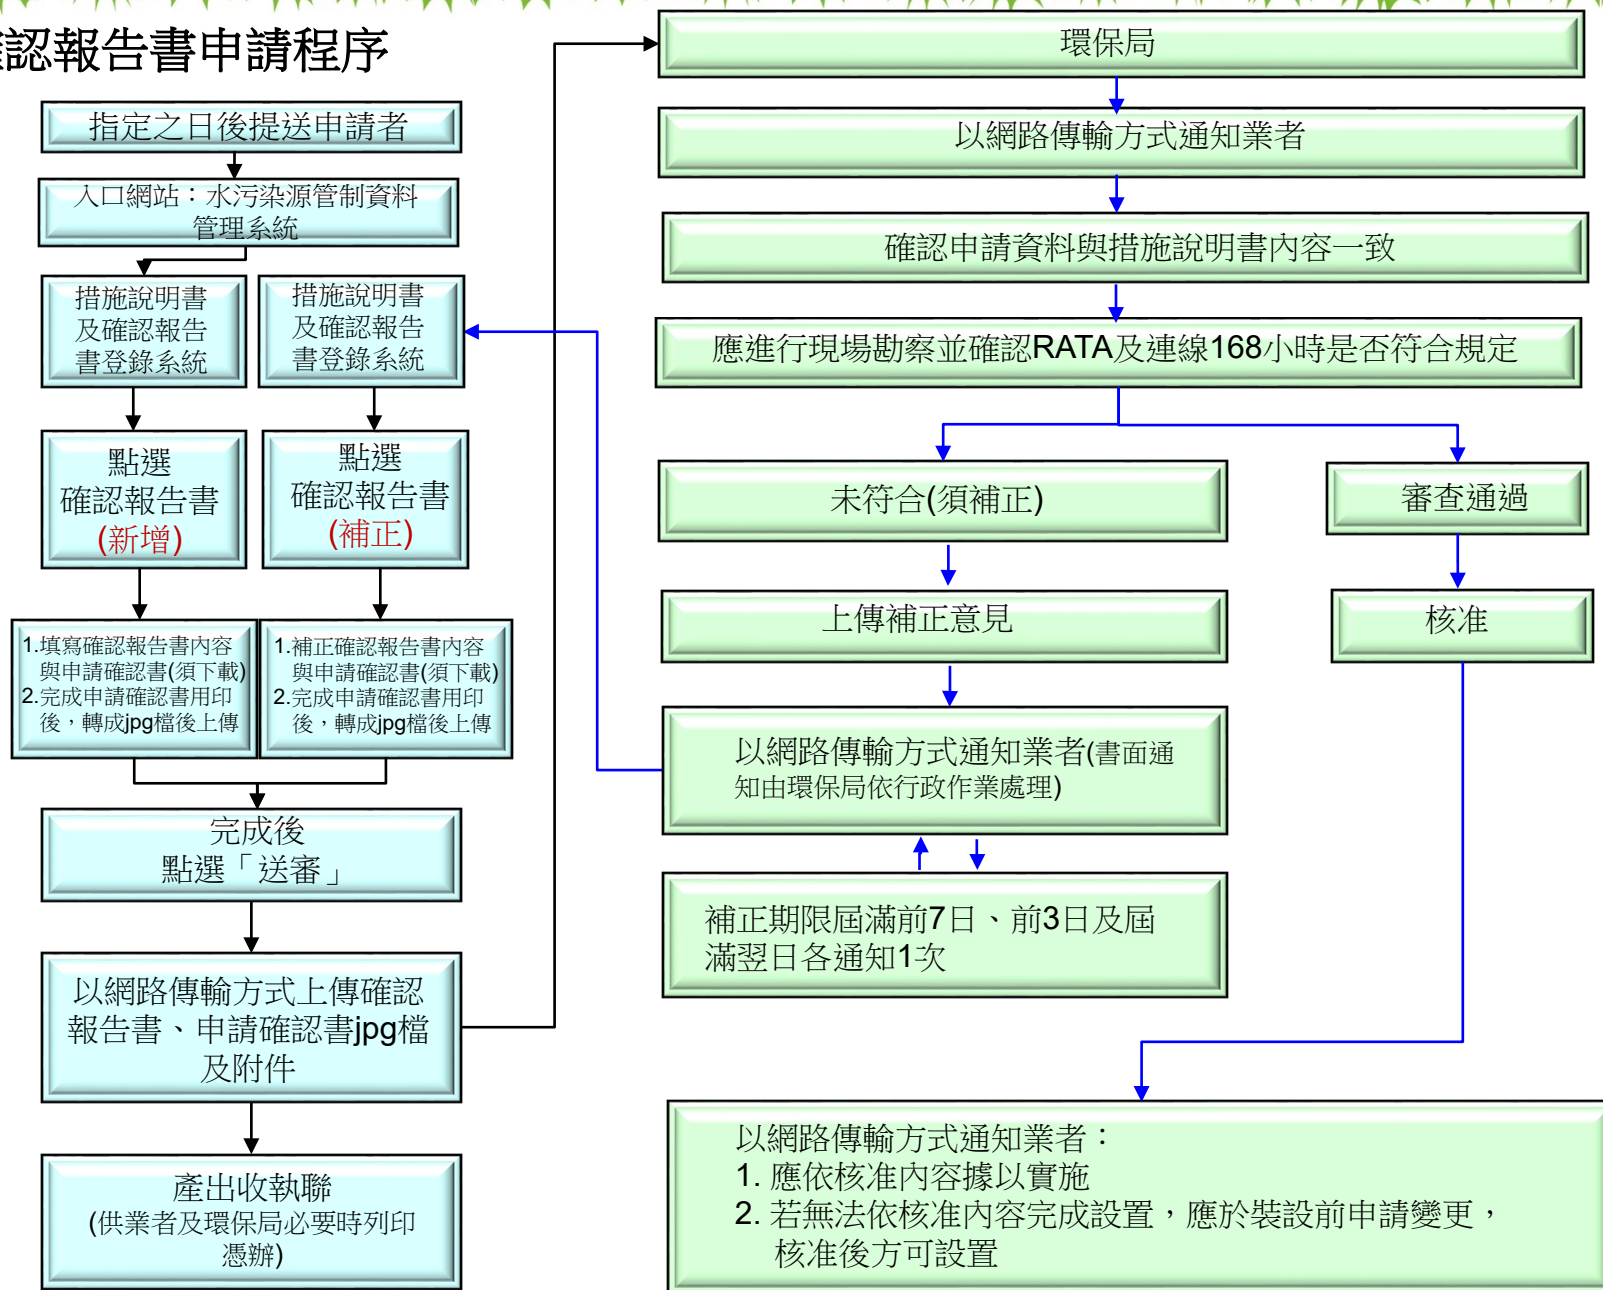 認報告書申請程序
指定之日後提送申請者
入口網站：水污染源管制資料
管理系統
措施說明書
及確認報告
書登錄系統
措施說明書
及確認報告
書登錄系統
點選
確認報告書
(新增)
點選
確認報告書
(補正)
1.填寫確認報告書內容
與申請確認書(須下載)
2.完成申請確認書用印
後，轉成jpg檔後上傳
1.補正確認報告書內容
與申請確認書(須下載)
2.完成申請確認書用印
後，轉成jpg檔後上傳
完成後
點選「送審」
以網路傳輸方式上傳確認
報告書、申請確認書jpg檔
及附件
產出收執聯
(供業者及環保局必要時列印
憑辦)
環保局
以網路傳輸方式通知業者
確認申請資料與措施說明書內容一致
應進行現場勘察並確認RATA及連線168小時是否符合規定
未符合(須補正)
上傳補正意見
以網路傳輸方式通知業者(書面通
知由環保局依行政作業處理)
補正期限屆滿前7日、前3日及屆
滿翌日各通知1次
審查通過
核准
以網路傳輸方式通知業者：
1. 應依核准內容據以實施
2. 若無法依核准內容完成設置，應於裝設前申請變更，
核准後方可設置